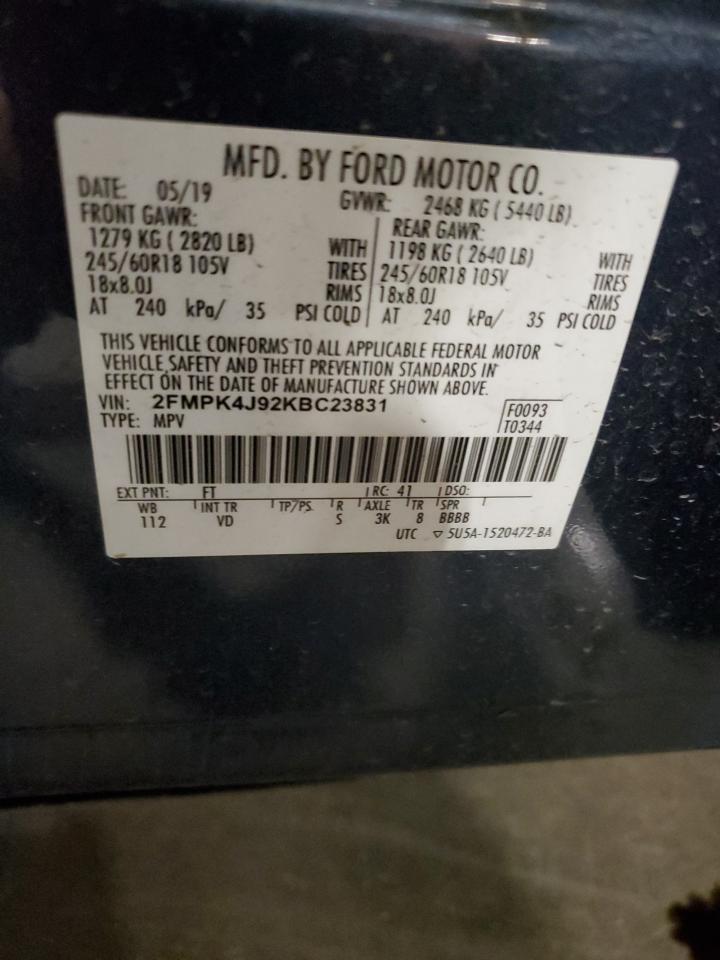 MFD. BY FORD MOTOR CO.
DATE: 05/19 GVWR: 2468 KG ( 5440 LB)
FRONT GAWR: REAR GAWR:
1279 KG ( 2820 LB) WITH 1198 KG ( 2640 LB) WITH
245/60R18 105V TIRES 245/60R18 105V TIRES
18x8.0J RIMS 18x8.0J RIMS
AT 240 kPa/ 35 PSI COLD AT 240 kPa/ 35 PSI COLD
THIS VEHICLE CONFORMS TO ALL APPLICABLE FEDERAL MOTOR
VEHICLE SAFETY AND THEFT PREVENTION STANDARDS IN
EFFECT ON THE DATE OF MANUFACTURE SHOWN ABOVE.
VIN: 2FMPK4J92KBC23831 F0093
TYPE: MPV T0344
EXT PNT: FT RC: 41 DSO:
WB INT TR TP/PS R AXLE TR SPR
112 VD S 3K 8 BBBB
UTC ▽ 5U5A-1520472-BA